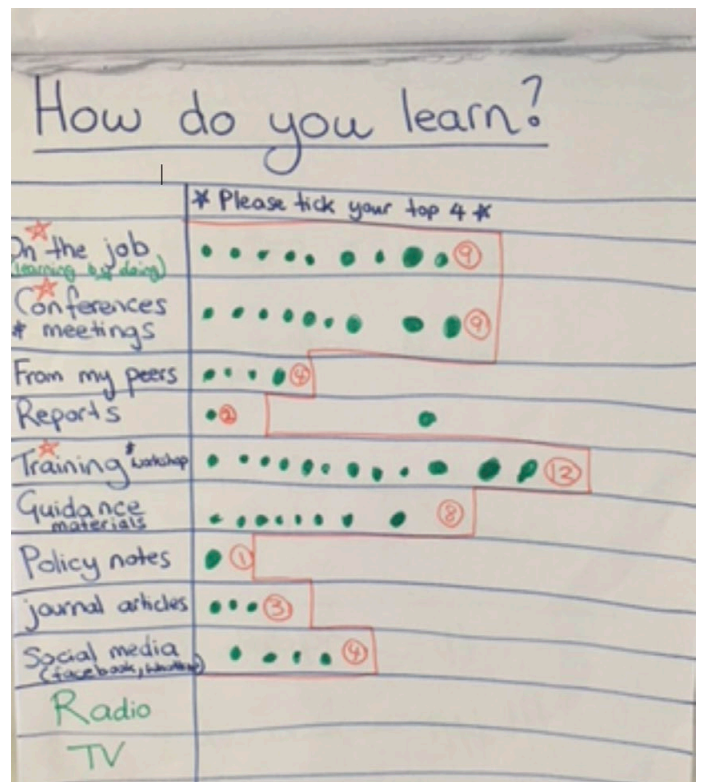 How do you learn?
* Please tick your top 4 *
On the job 9
(learning by doing)
Conferences 9
* meetings
From my peers 4
Reports 2
Training * workshop 12
Guidance 8
materials
Policy notes 1
journal articles 3
Social media 4
(facebook,
Radio
TV